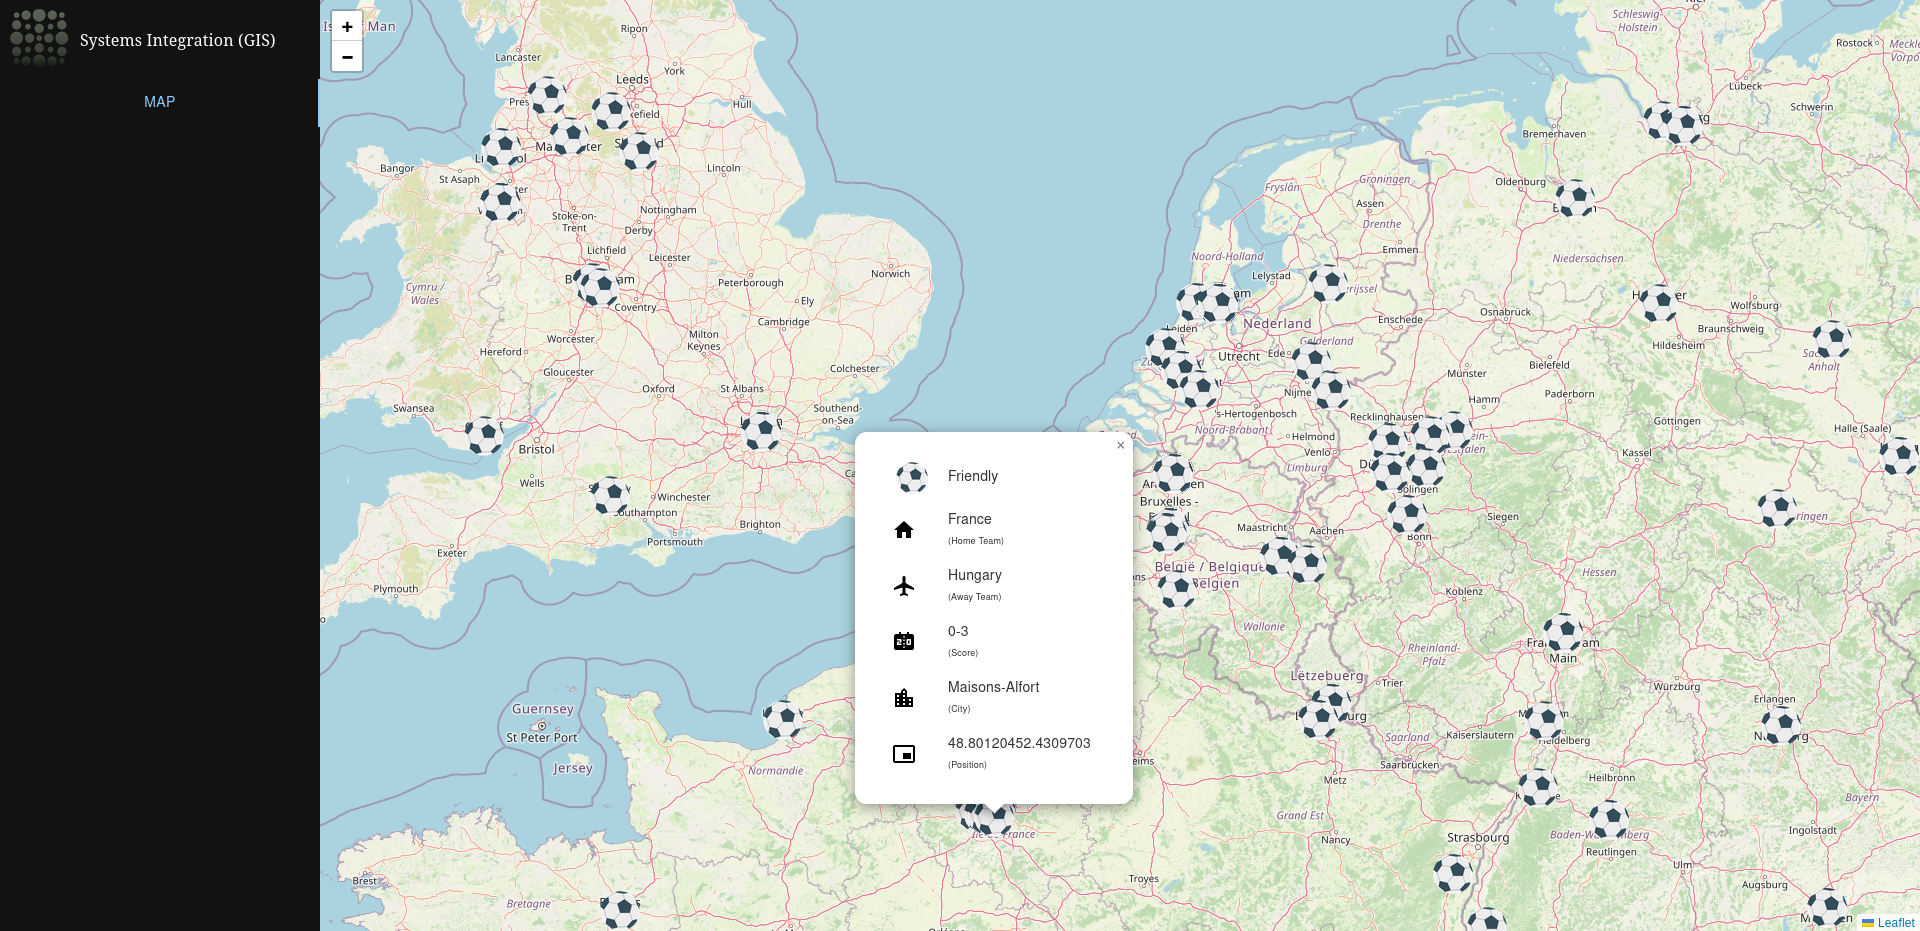 Systems Integration (GIS)
MAP
+
−
Ripon
Lancaster
York
Leeds
Hull
Bangor
St Asaph
Lincoln
Stoke-on-
Trent
Nottingham
Derby
Lichfield
Leicester
Norwich
Peterborough
Cymru /
Wales
Coventry
Ely
Cambridge
Worcester
Milton
Keynes
Hereford
Gloucester
Colchester
Oxford
St Albans
Swansea
Southend-
on-Sea
Bristol
Wells
Winchester
Southampton
Brighton
Portsmouth
Exeter
Plymouth
Guernsey
St Peter Port
Jersey
Normandie
Brest
Bretagne
Schleswig-
Holstein
Rostock
Lübeck
Schwerin
Bremerhaven
Groningen
Fryslân
Oldenburg
Assen
Drenthe
Emmen
Noord-Holland
Lelystad
Niedersachsen
Leiden
Nederland
Enschede
Osnabrück
Wolfsburg
Braunschweig
Hildesheim
Utrecht
Ede
Gelderland
Münster
Bielefeld
's-Hertogenbosch
Noord-Brabant
Recklinghausen
Hamm
Paderborn
Göttingen
Halle (Saale)
Helmond
Venlo
Limburg
Kassel
Solingen
Bruxelles -
Siegen
Maastricht
Aachen
Bonn
België / Belgique
Belgien
Hessen
Koblenz
Wallonie
Rheinland-
Pfalz
Main
Lëtzebuerg
Trier
Würzburg
Erlangen
Kaiserslautern
Heidelberg
Saarland
Saarbrücken
Metz
Heilbronn
Bayern
Grand Est
Nancy
Strasbourg
Ingolstadt
Reutlingen
Ulm
Augsburg
Troyes
×
Friendly
France
(Home Team)
Hungary
(Away Team)
0-3
(Score)
Maisons-Alfort
(City)
48.80120452.4309703
(Position)
Leaflet